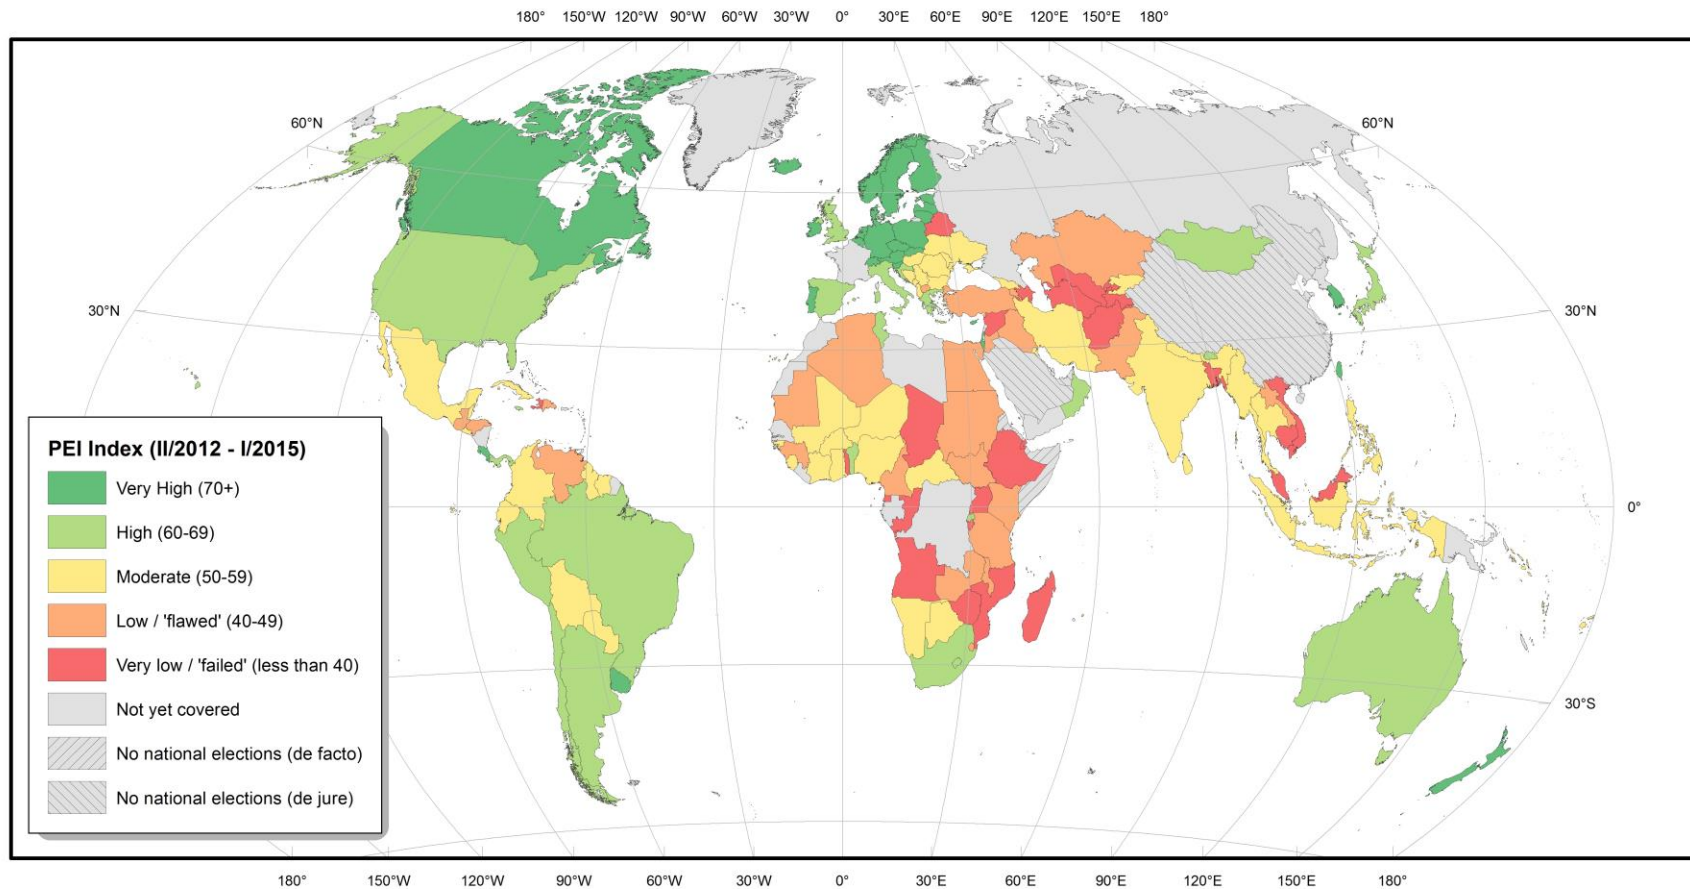 180° 150°W 120°W 90°W 60°W 30°W 0° 30°E 60°E 90°E 120°E 150°E 180°
60°N 60°N
30°N 30°N
PEI Index (II/2012 - I/2015)
Very High (70+)
High (60-69)
Moderate (50-59)
Low / 'flawed' (40-49)
Very low / 'failed' (less than 40)
Not yet covered
No national elections (de facto)
No national elections (de jure)
0°
30°S
180° 150°W 120°W 90°W 60°W 30°W 0° 30°E 60°E 90°E 120°E 150°E 180°